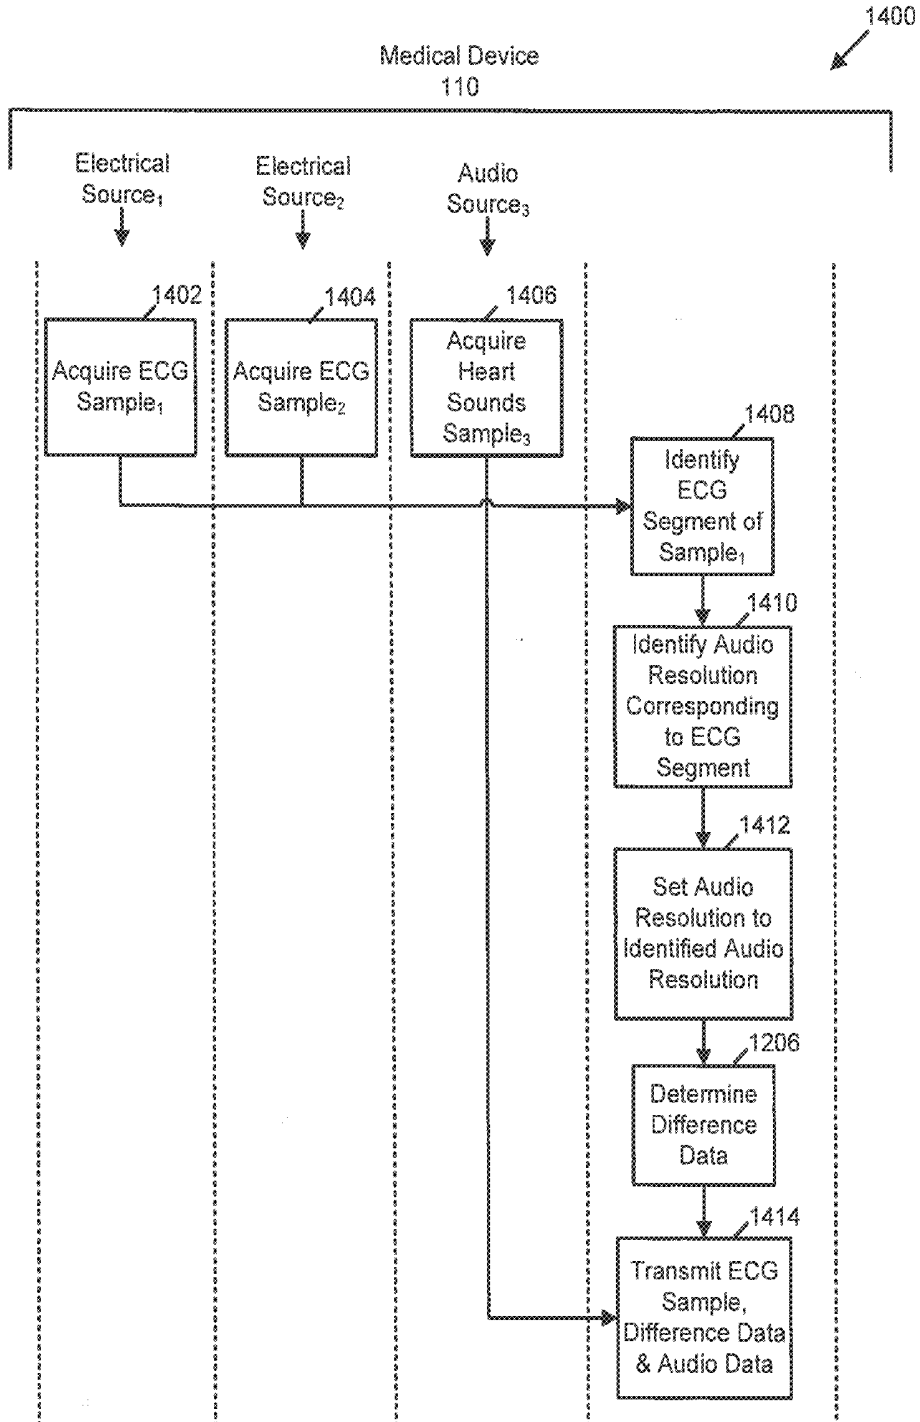 1400
Medical Device
110
Electrical
Source₁
Electrical
Source₂
Audio
Source₃
1402
Acquire ECG
Sample₁
1404
Acquire ECG
Sample₂
1406
Acquire
Heart
Sounds
Sample₃
1408
Identify
ECG
Segment of
Sample₁
1410
Identify Audio
Resolution
Corresponding
to ECG
Segment
1412
Set Audio
Resolution to
Identified Audio
Resolution
1206
Determine
Difference
Data
1414
Transmit ECG
Sample,
Difference Data
& Audio Data